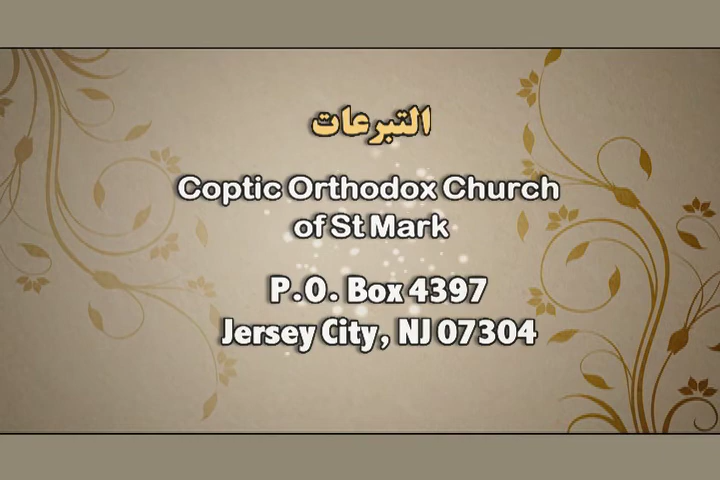 التبرعات
Coptic Orthodox Church
of St Mark
P.O. Box 4397
Jersey City, NJ 07304